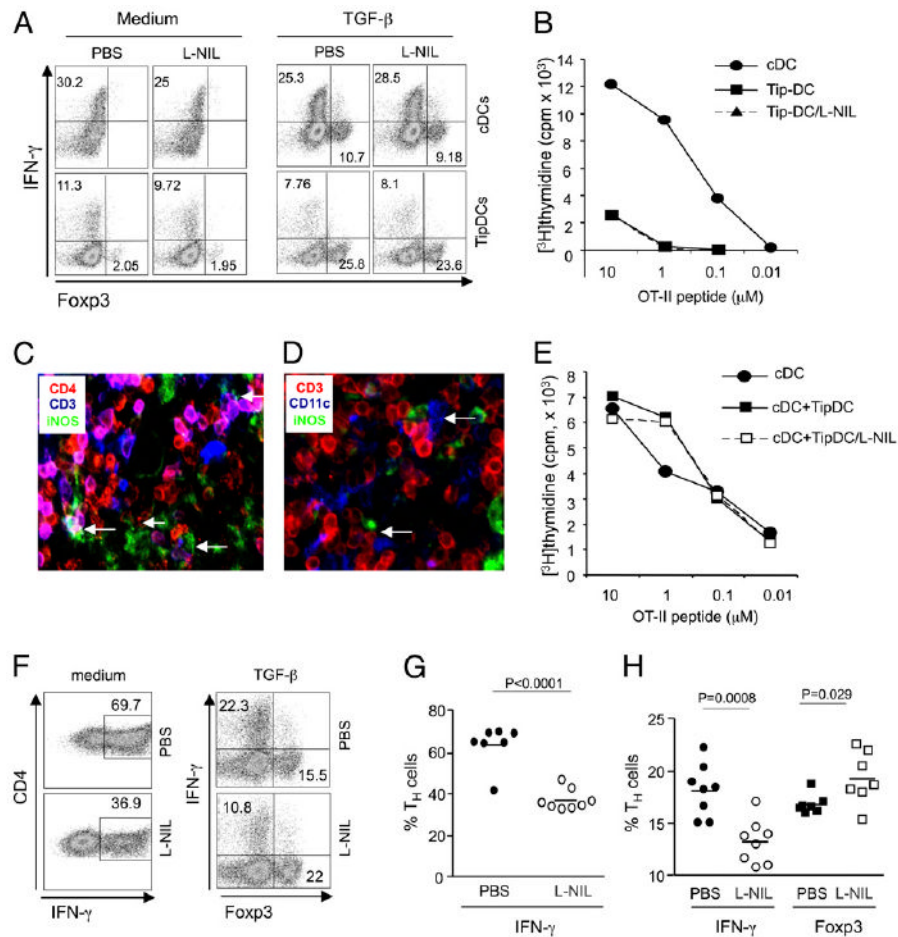 A
Medium
TGF-β
PBS
L-NIL
PBS
L-NIL
30.2
25
25.3
28.5
10.7
9.18
cDCs
11.3
9.72
7.76
8.1
2.05
1.95
25.8
23.6
TipDCs
IFN-γ
Foxp3
B
14
12
10
8
6
4
2
0
[³H]thymidine (cpm x 10³)
10
1
0.1
0.01
OT-II peptide (μM)
cDC
Tip-DC
Tip-DC/L-NIL
C
CD4
CD3
iNOS
D
CD3
CD11c
iNOS
E
8
7
6
5
4
3
2
1
0
[³H]thymidine (cpm, x 10³)
10
1
0.1
0.01
OT-II peptide (μM)
cDC
cDC+TipDC
cDC+TipDC/L-NIL
F
medium
TGF-β
69.7
PBS
36.9
L-NIL
CD4
IFN-γ
22.3
15.5
PBS
10.8
22
L-NIL
IFN-γ
Foxp3
G
P<0.0001
80
60
40
20
0
% TH cells
PBS
L-NIL
IFN-γ
H
P=0.0008
P=0.029
25
20
15
10
% TH cells
PBS
L-NIL
PBS
L-NIL
IFN-γ
Foxp3